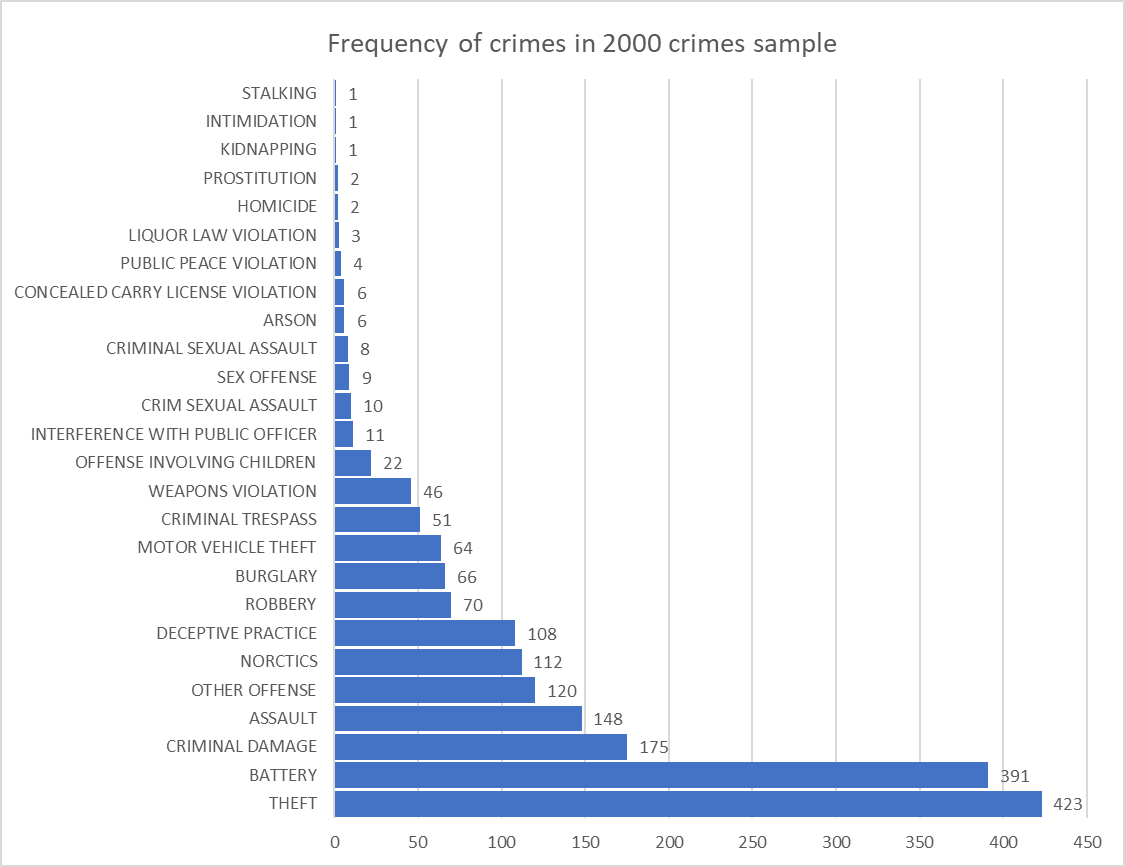 Frequency of crimes in 2000 crimes sample
STALKING 1
INTIMIDATION 1
KIDNAPPING 1
PROSTITUTION 2
HOMICIDE 2
LIQUOR LAW VIOLATION 3
PUBLIC PEACE VIOLATION 4
CONCEALED CARRY LICENSE VIOLATION 6
ARSON 6
CRIMINAL SEXUAL ASSAULT 8
SEX OFFENSE 9
CRIM SEXUAL ASSAULT 10
INTERFERENCE WITH PUBLIC OFFICER 11
OFFENSE INVOLVING CHILDREN 22
WEAPONS VIOLATION 46
CRIMINAL TRESPASS 51
MOTOR VEHICLE THEFT 64
BURGLARY 66
ROBBERY 70
DECEPTIVE PRACTICE 108
NORCTICS 112
OTHER OFFENSE 120
ASSAULT 148
CRIMINAL DAMAGE 175
BATTERY 391
THEFT 423
0 50 100 150 200 250 300 350 400 450